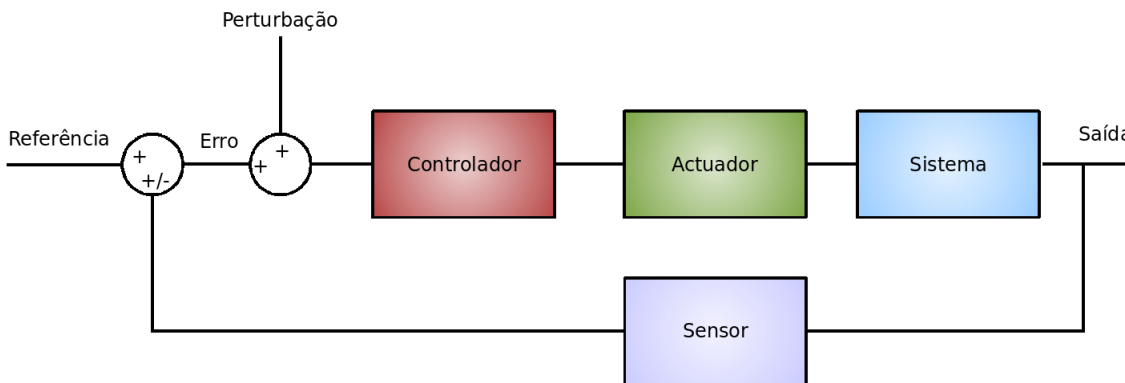 Perturbação
Referência
Erro
+
+/-
+
+
Controlador
Actuador
Sistema
Saída
Sensor